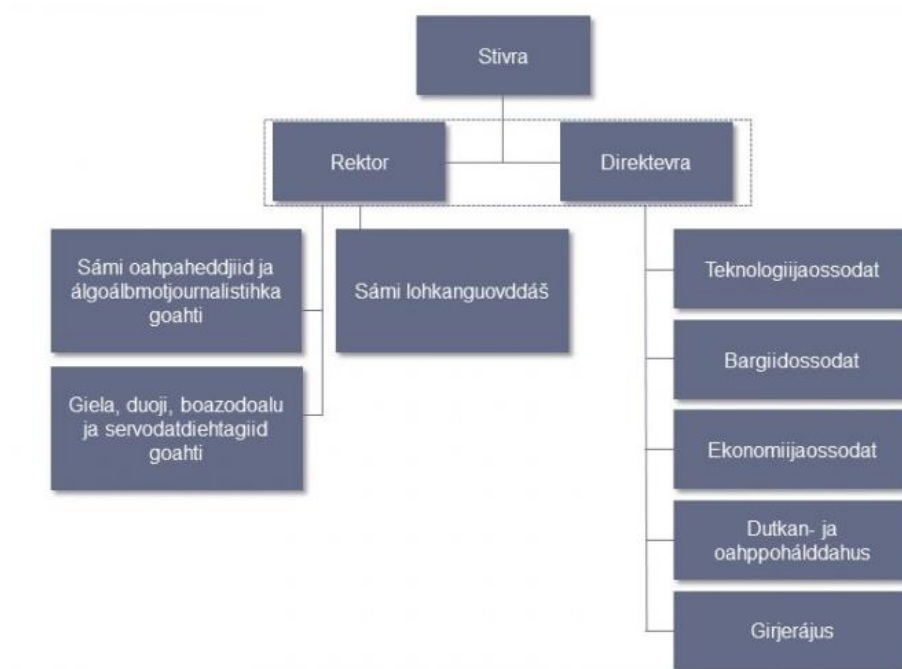 Stivra
Rektor
Direktevra
Sámi oahpaheddjiid ja
álgoálbmotjournalistihka
goahti
Sámi lohkanguovddáš
Giela, duoji, boazodoalu
ja servodatdiehtagiid
goahti
Teknologiijaossodat
Bargiidossodat
Ekonomiijaossodat
Dutkan- ja
oahppohálddahus
Girjerájus